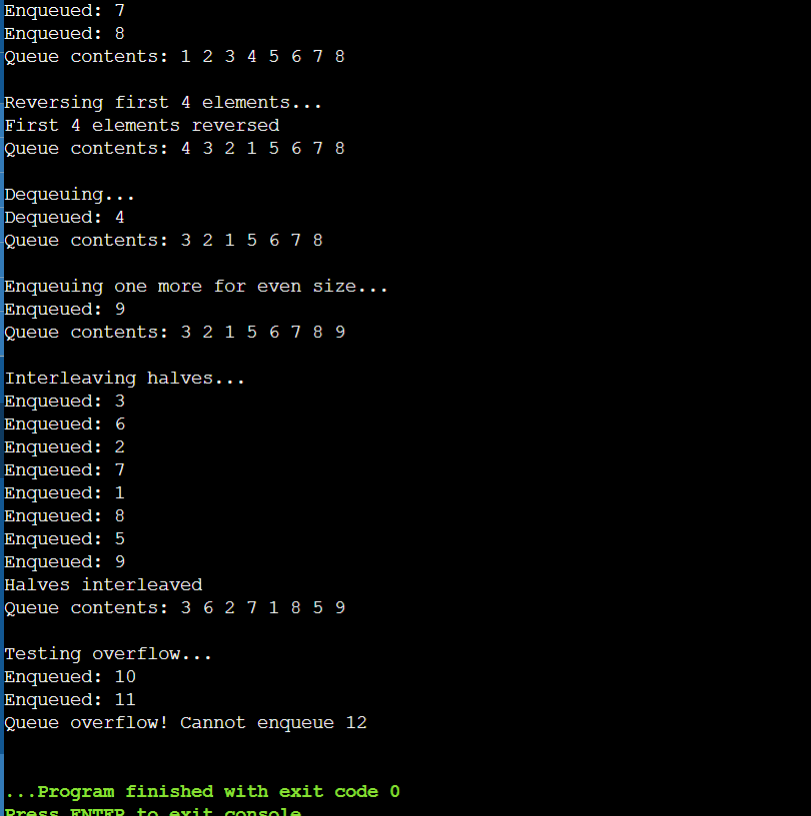 Enqueued: 7
Enqueued: 8
Queue contents: 1 2 3 4 5 6 7 8
Reversing first 4 elements...
First 4 elements reversed
Queue contents: 4 3 2 1 5 6 7 8
Dequeuing...
Dequeued: 4
Queue contents: 3 2 1 5 6 7 8
Enqueuing one more for even size...
Enqueued: 9
Queue contents: 3 2 1 5 6 7 8 9
Interleaving halves...
Enqueued: 3
Enqueued: 6
Enqueued: 2
Enqueued: 7
Enqueued: 1
Enqueued: 8
Enqueued: 5
Enqueued: 9
Halves interleaved
Queue contents: 3 6 2 7 1 8 5 9
Testing overflow...
Enqueued: 10
Enqueued: 11
Queue overflow! Cannot enqueue 12
...Program finished with exit code 0
Press ENTER to exit console.